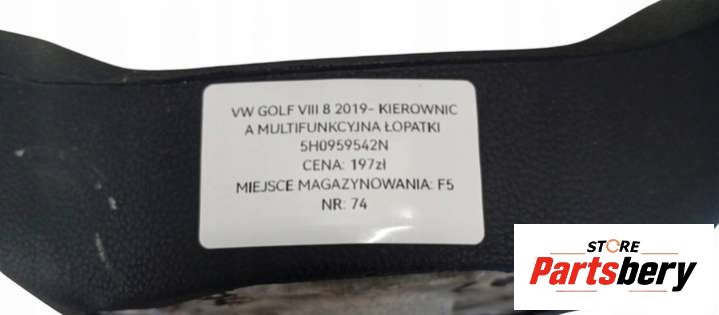 VW GOLF VIII 8 2019- KIEROWNIC
A MULTIFUNKCYJNA ŁOPATKI
5H0959542N
CENA: 197zł
MIEJSCE MAGAZYNOWANIA: F5
NR: 74
STORE
Partsbery